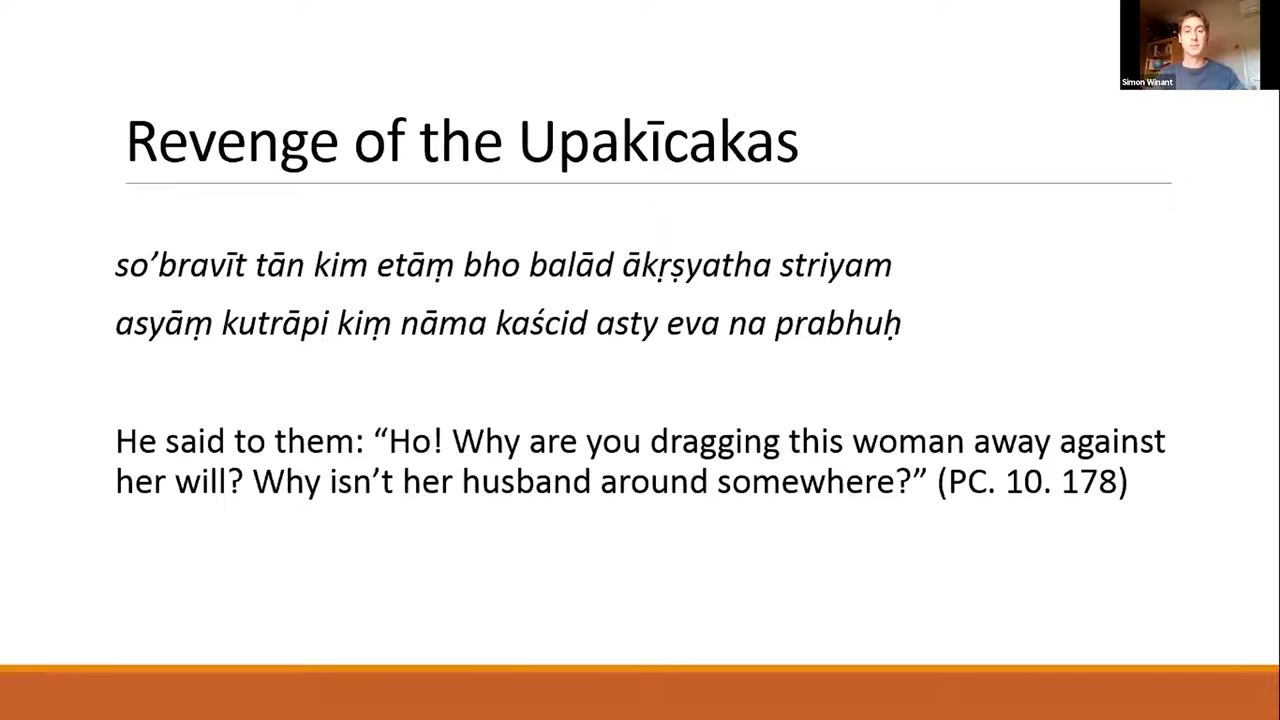 Simon Winant
Revenge of the Upakīcakas
so’bravīt tān kim etāṃ bho balād ākṛṣyatha striyam
asyāṃ kutrāpi kiṃ nāma kaścid asty eva na prabhuḥ
He said to them: “Ho! Why are you dragging this woman away against
her will? Why isn’t her husband around somewhere?” (PC. 10. 178)